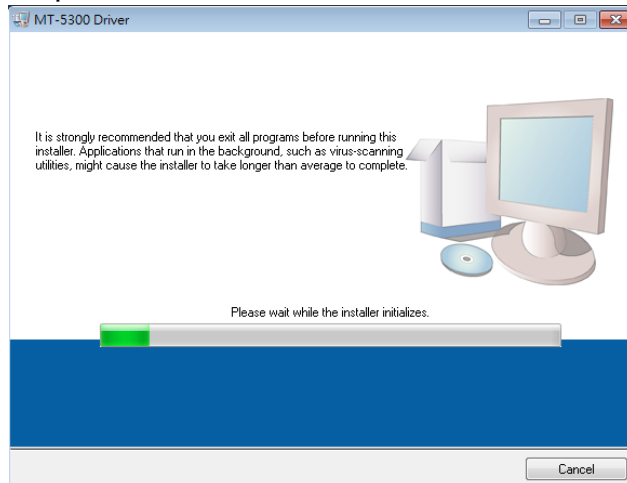 MT-5300 Driver
It is strongly recommended that you exit all programs before running this
installer. Applications that run in the background, such as virus-scanning
utilities, might cause the installer to take longer than average to complete.
Please wait while the installer initializes.
Cancel